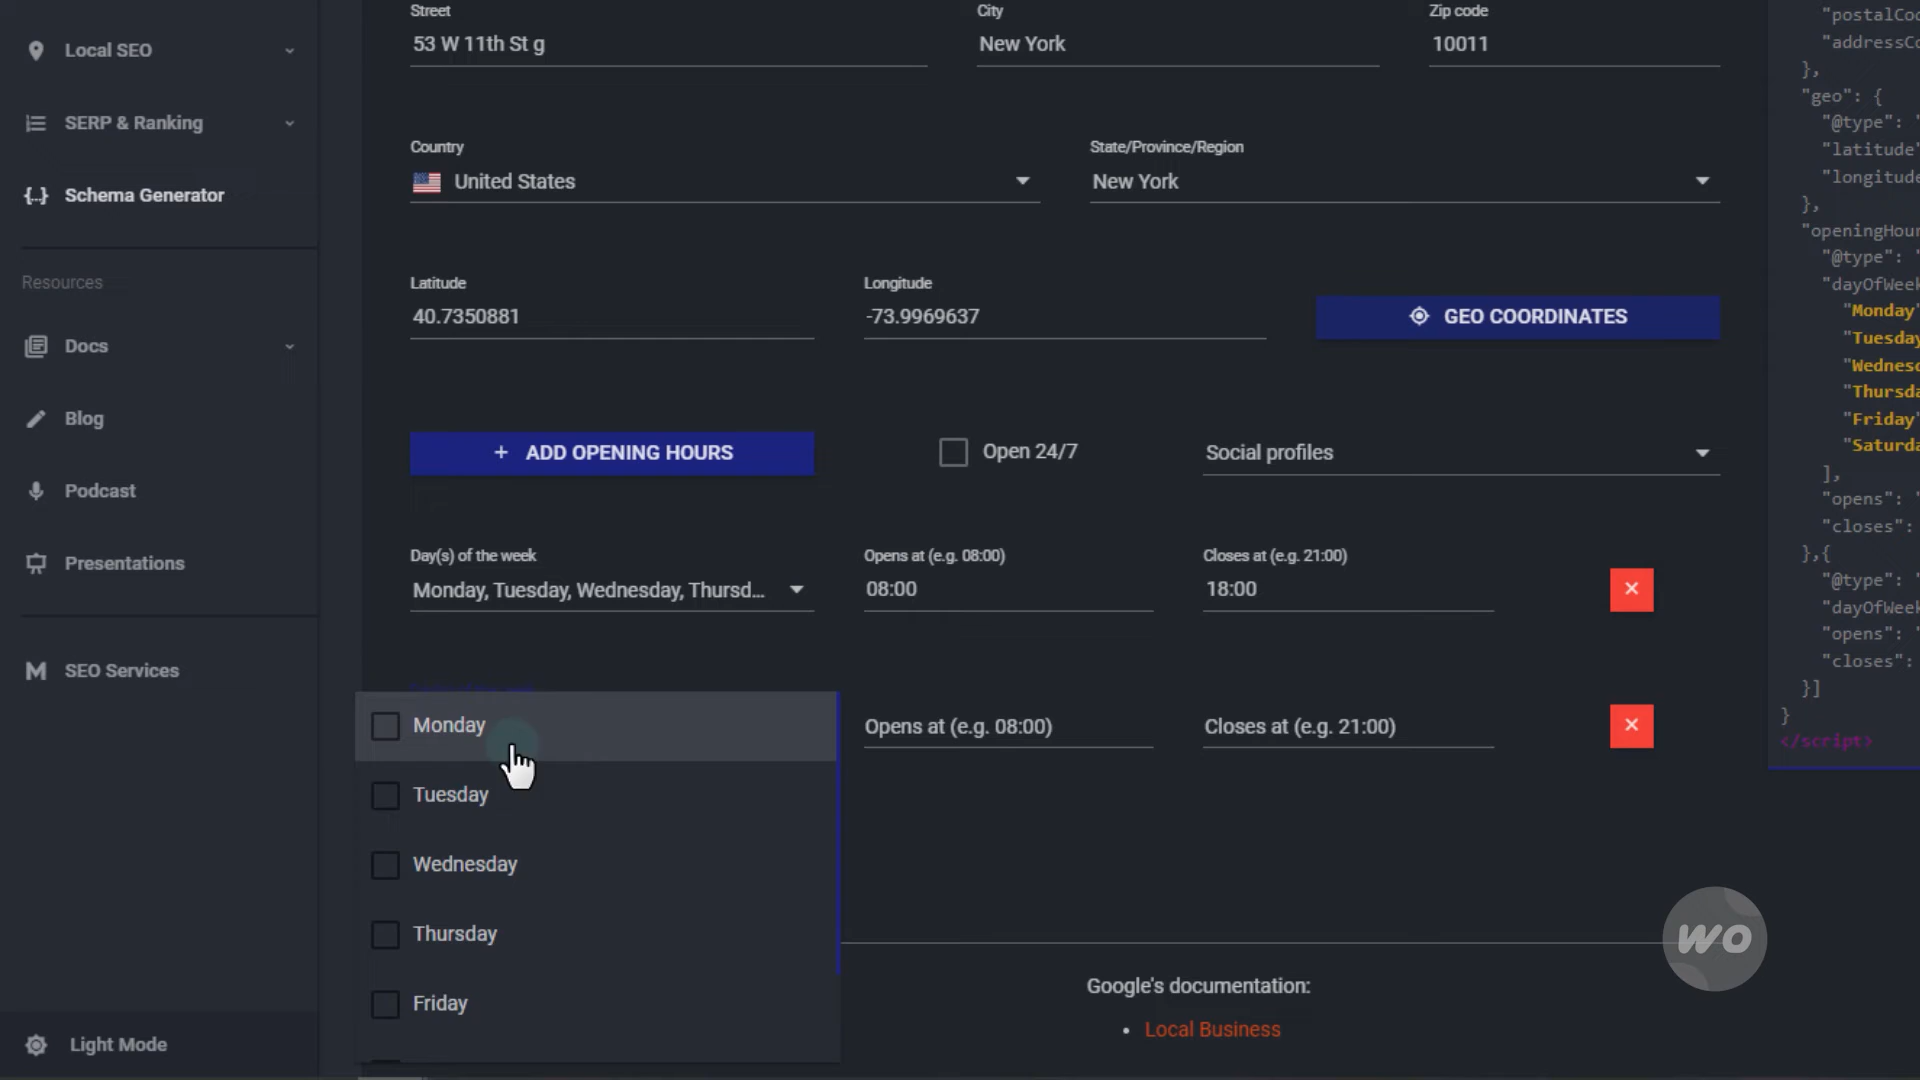 Local SEO
SERP & Ranking
{...} Schema Generator
Resources
Docs
Blog
Podcast
Presentations
SEO Services
Light Mode
Street
53 W 11th St g
City
New York
Zip code
10011
Country
United States
State/Province/Region
New York
Latitude
40.7350881
Longitude
-73.9969637
GEO COORDINATES
+ ADD OPENING HOURS
Open 24/7
Social profiles
Day(s) of the week
Monday, Tuesday, Wednesday, Thursd...
Opens at (e.g. 08:00)
08:00
Closes at (e.g. 21:00)
18:00
Monday
Tuesday
Wednesday
Thursday
Friday
Opens at (e.g. 08:00)
Closes at (e.g. 21:00)
Google's documentation:
• Local Business
WO
"postalCod
"addressCo
},
"geo": {
"@type": "
"latitude"
"longitude
},
"openingHour
"@type": "
"dayOfWeek
"Monday"
"Tuesday
"Wednesd
"Thursda
"Friday"
"Saturda
],
"opens": "
"closes":
},{
"@type": "
"dayOfWeek
"opens": "
"closes":
}]
}
</script>